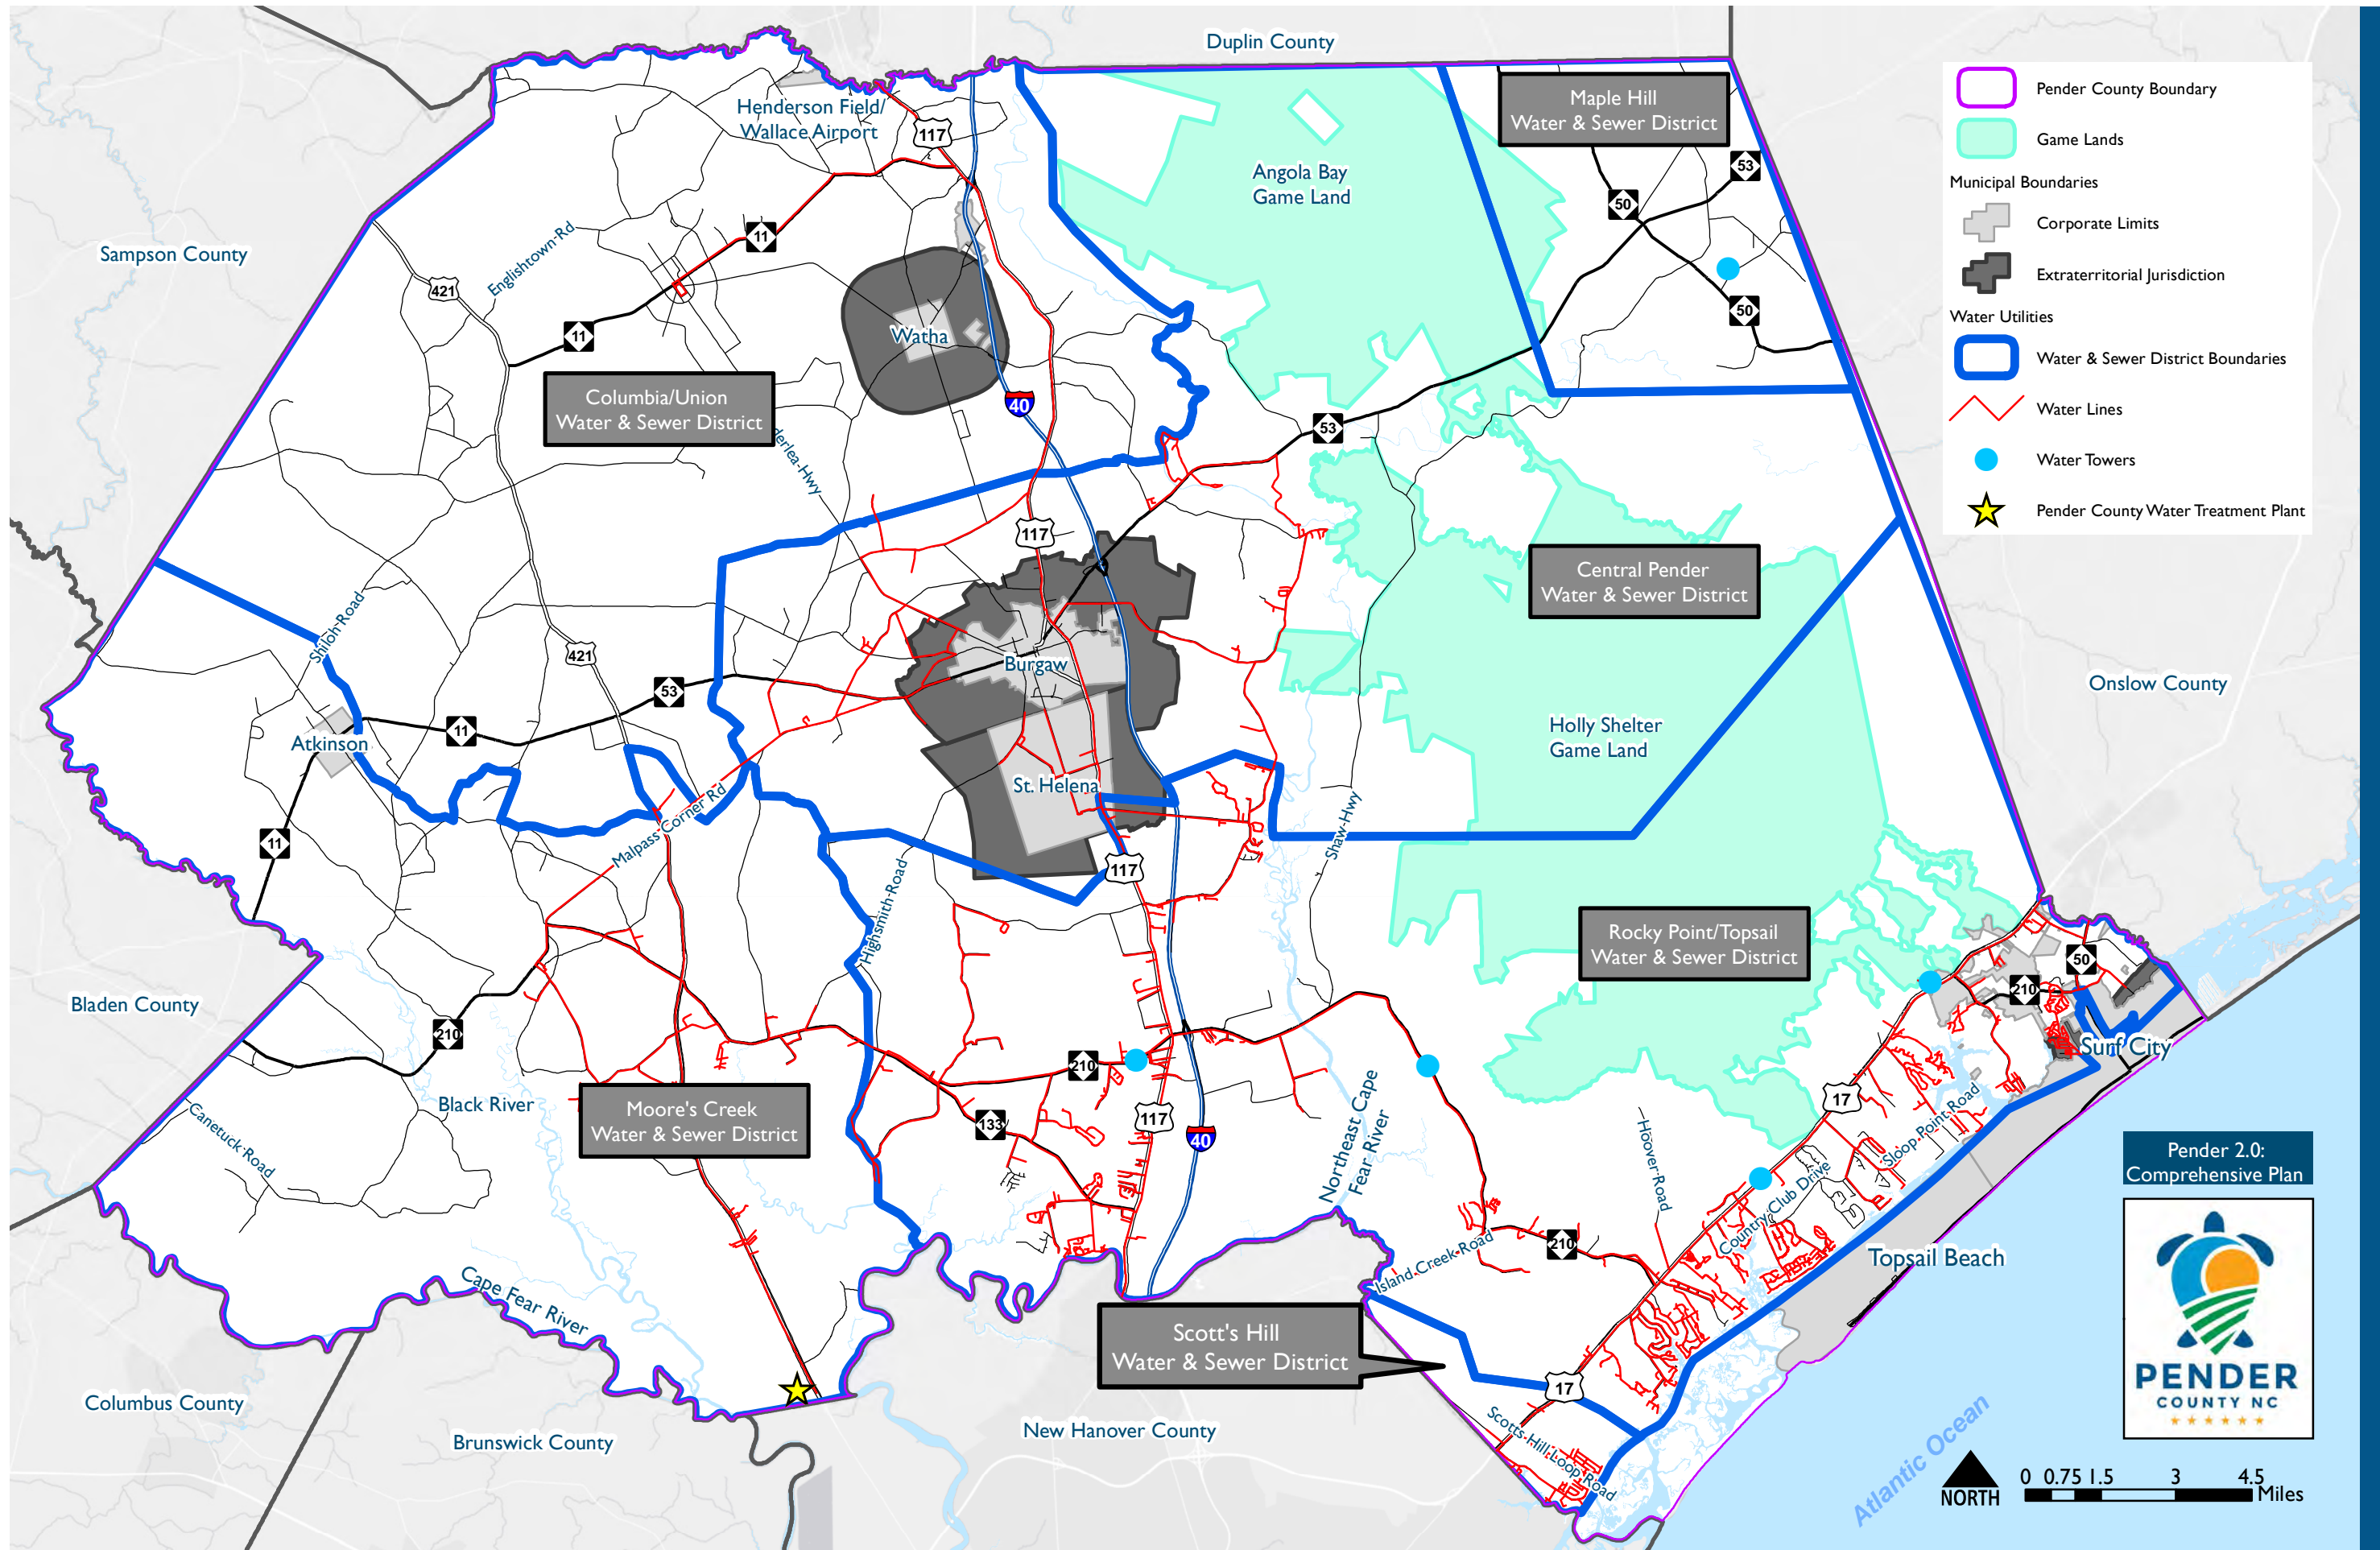 Duplin County
Maple Hill
Water & Sewer District
Henderson Field/
Wallace Airport
117
53
50
Angola Bay
Game Land
11
Sampson County
Englishtown-Rd
421
50
11
Watha
Columbia/Union
Water & Sewer District
40
53
derlea-Hwy
117
Central Pender
Water & Sewer District
Shiloh-Road
421
Burgaw
53
11
Atkinson
Onslow County
Holly Shelter
Game Land
St. Helena
Malpass Corner Rd
11
117
Shaw-Hwy
Highsmith-Road
Rocky Point/Topsail
Water & Sewer District
50
210
Bladen County
210
Surf City
210
Black River
Moore's Creek
Water & Sewer District
133
117
40
17
Canetuck Road
Northeast Cape
Fear River
Hoover Road
Sloop Point Road
Country Club Drive
210
Island Creek Road
Topsail Beach
Cape Fear River
Scott's Hill
Water & Sewer District
17
Columbus County
Brunswick County
New Hanover County
Scotts Hill Loop Road
Atlantic Ocean
Pender County Boundary
Game Lands
Municipal Boundaries
Corporate Limits
Extraterritorial Jurisdiction
Water Utilities
Water & Sewer District Boundaries
Water Lines
Water Towers
Pender County Water Treatment Plant
Pender 2.0:
Comprehensive Plan
PENDER
COUNTY NC
NORTH
0 0.75 1.5 3 4.5
Miles